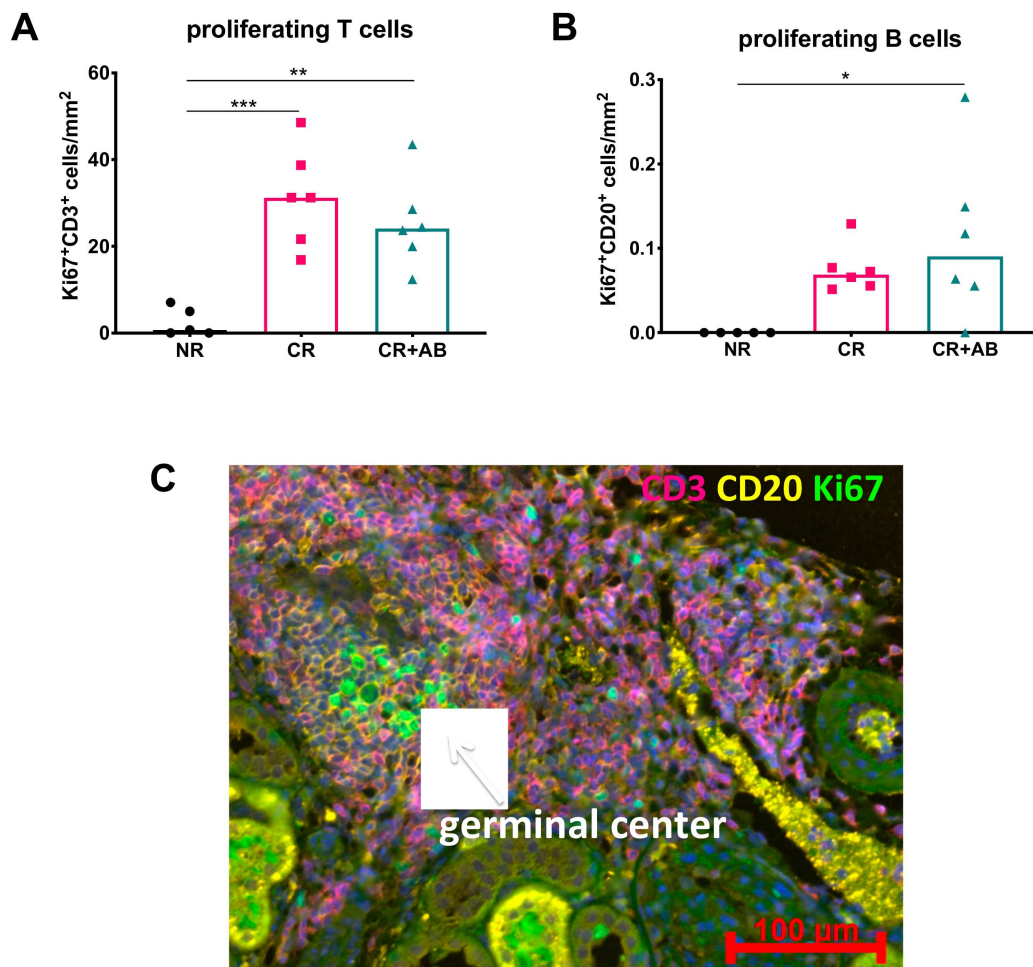 A
proliferating T cells
Ki67⁺CD3⁺ cells/mm²
60
40
20
0
**
***
NR
CR
CR+AB
B
proliferating B cells
Ki67⁺CD20⁺ cells/mm²
0.3
0.2
0.1
0.0
*
NR
CR
CR+AB
C
CD3 CD20 Ki67
germinal center
100 µm